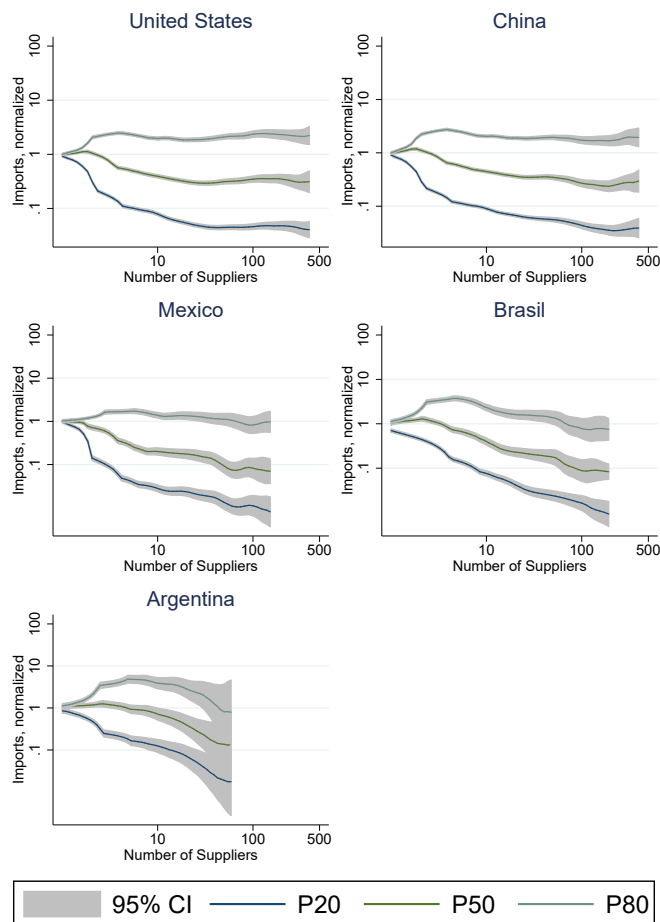 United States
100
10
1
.1
Imports, normalized
10 100 500
Number of Suppliers
China
100
10
1
.1
Imports, normalized
10 100 500
Number of Suppliers
Mexico
100
10
1
.1
Imports, normalized
10 100 500
Number of Suppliers
Brasil
100
10
1
.1
Imports, normalized
10 100 500
Number of Suppliers
Argentina
100
10
1
.1
Imports, normalized
10 100 500
Number of Suppliers
95% CI P20 P50 P80